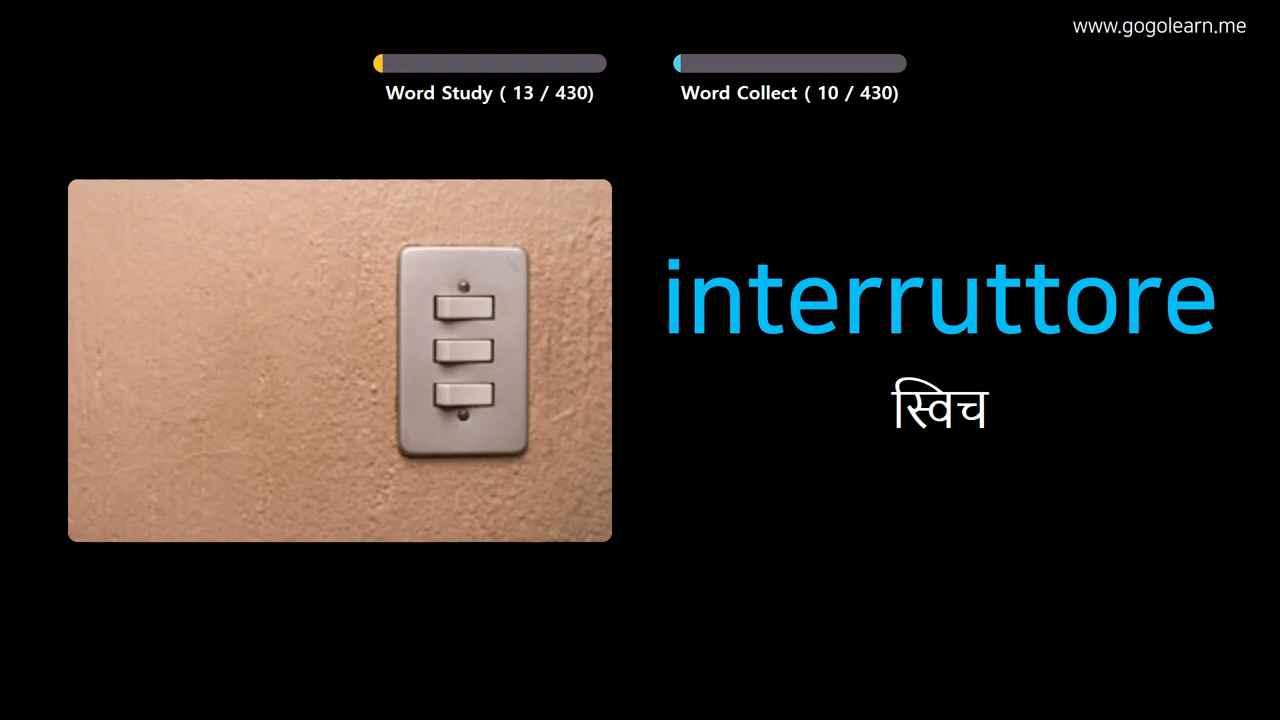 www.gogolearn.me
Word Study ( 13 / 430)
Word Collect ( 10 / 430)
interruttore
स्विच